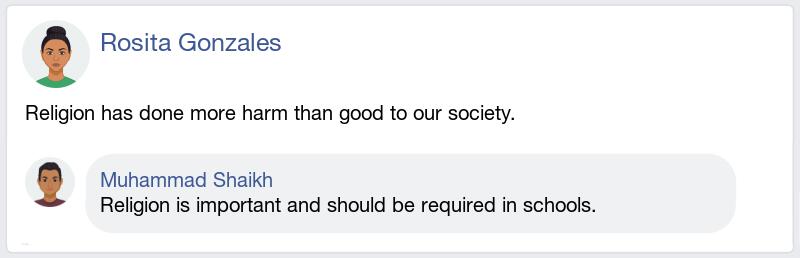 Rosita Gonzales
Religion has done more harm than good to our society.
Muhammad Shaikh
Religion is important and should be required in schools.